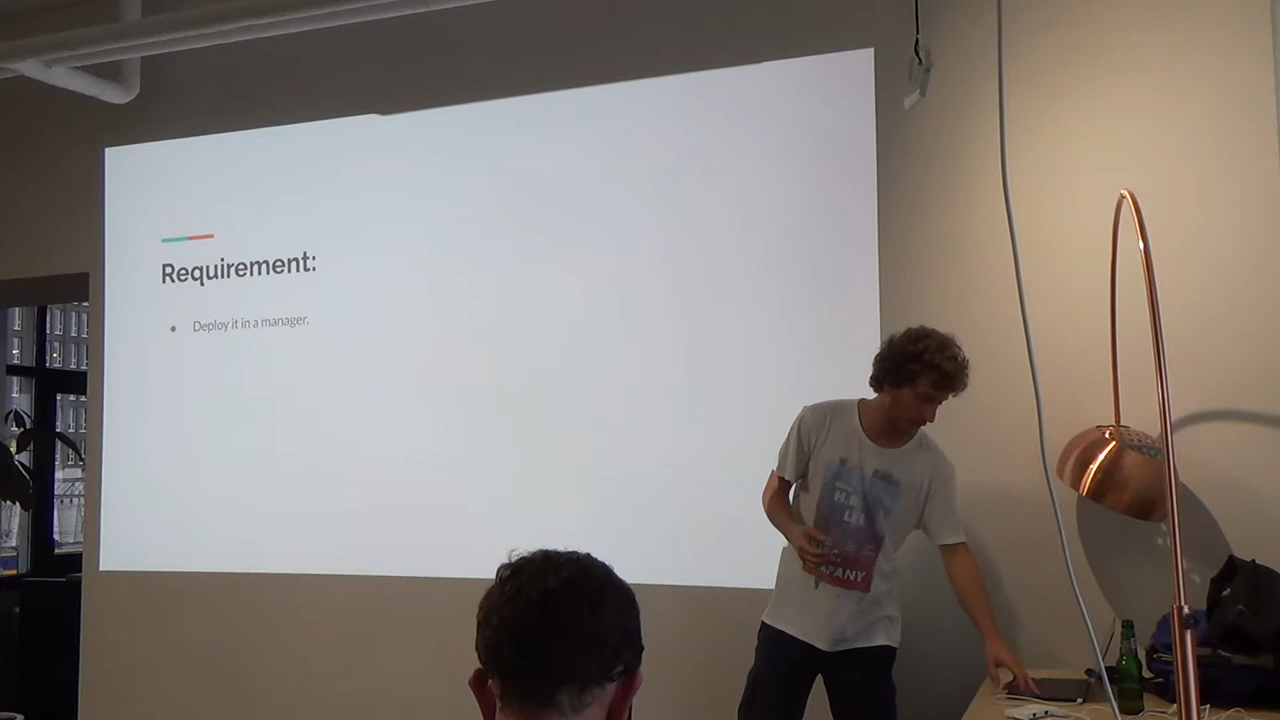 Requirement:
● Deploy it in a manager.